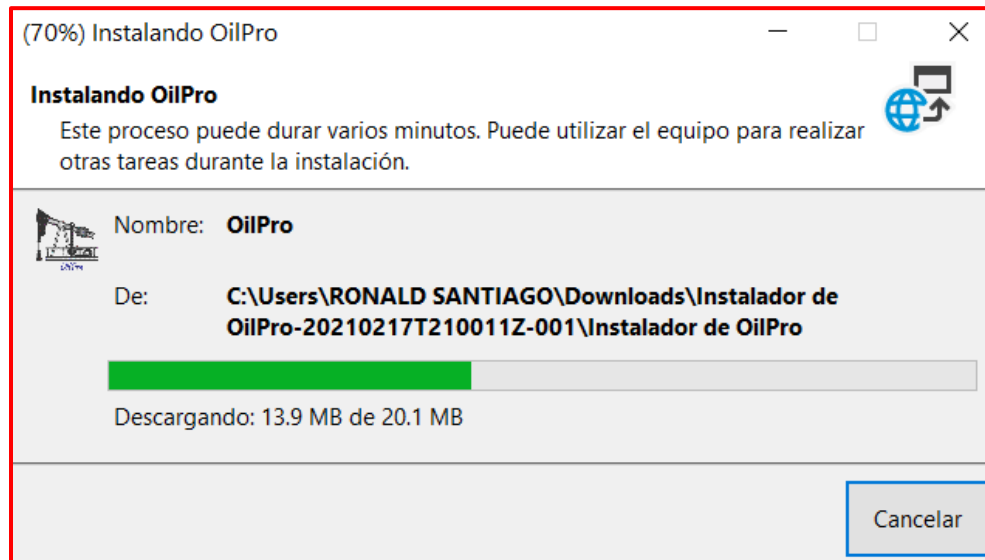 (70%) Instalando OilPro
Instalando OilPro
Este proceso puede durar varios minutos. Puede utilizar el equipo para realizar
otras tareas durante la instalación.
Nombre: OilPro
De: C:\Users\RONALD SANTIAGO\Downloads\Instalador de
OilPro-20210217T210011Z-001\Instalador de OilPro
Descargando: 13.9 MB de 20.1 MB
Cancelar